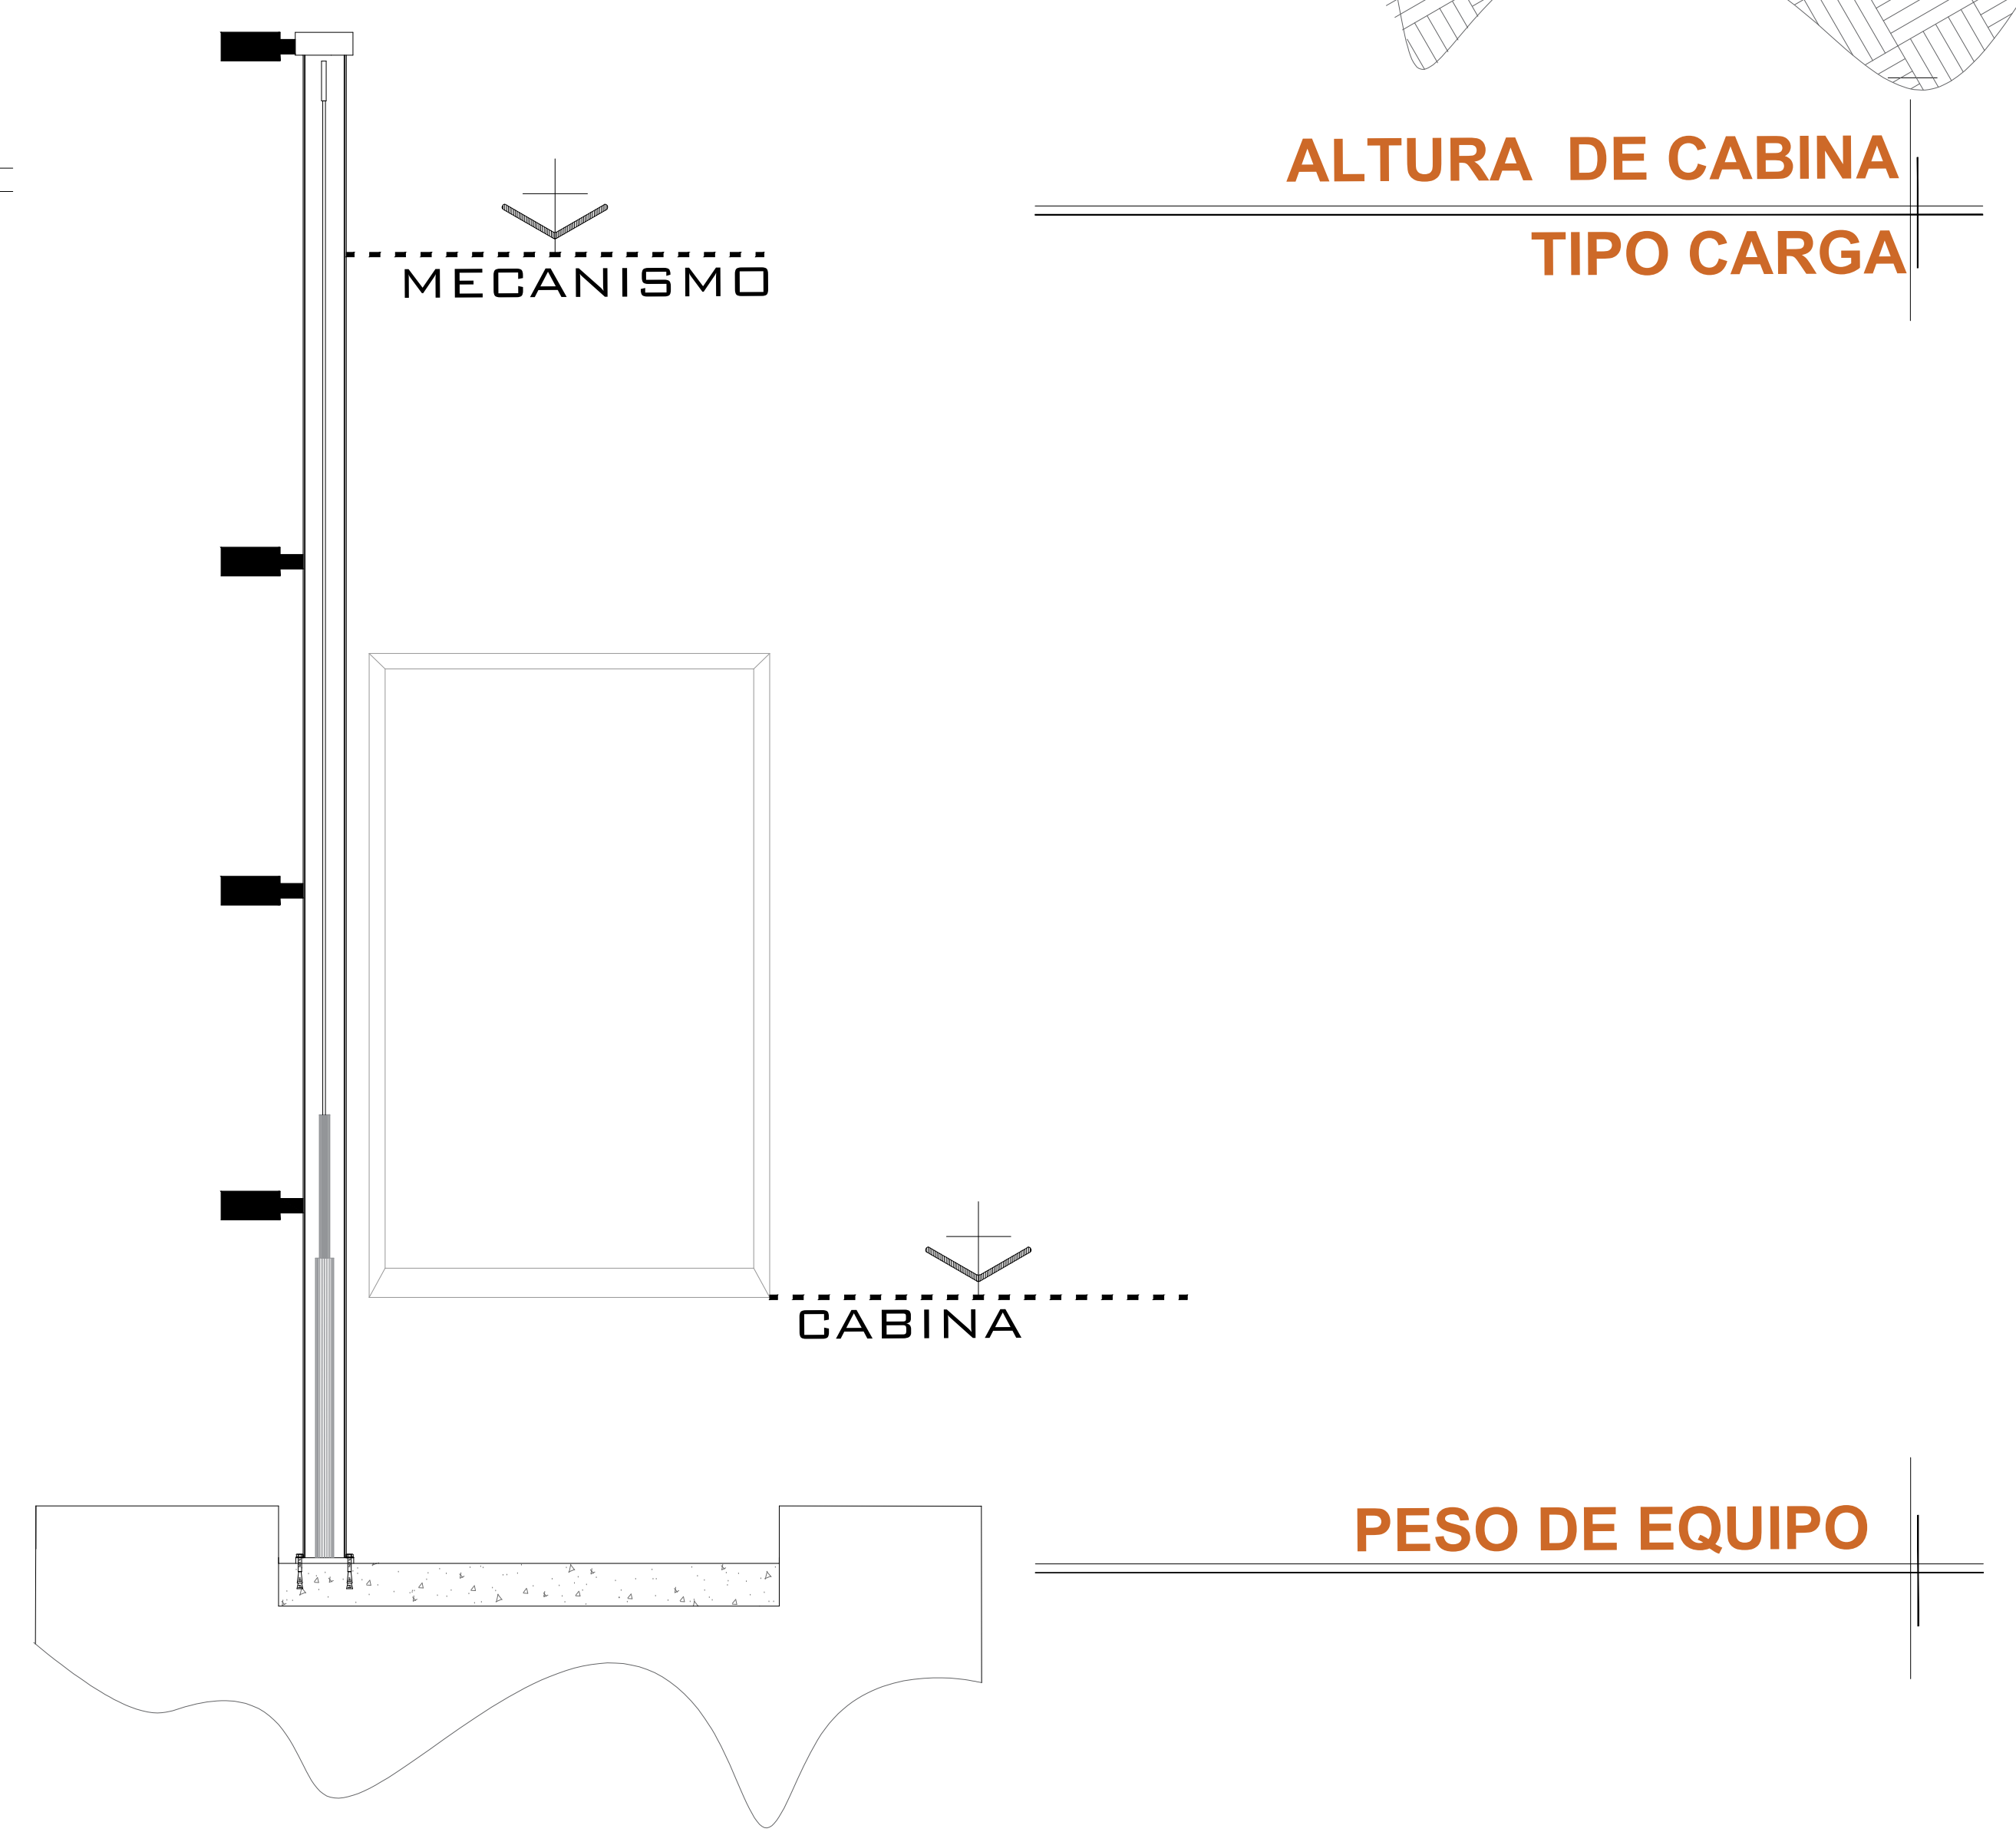 ALTURA DE CABINA
TIPO CARGA
MECANISMO
CABINA
PESO DE EQUIPO